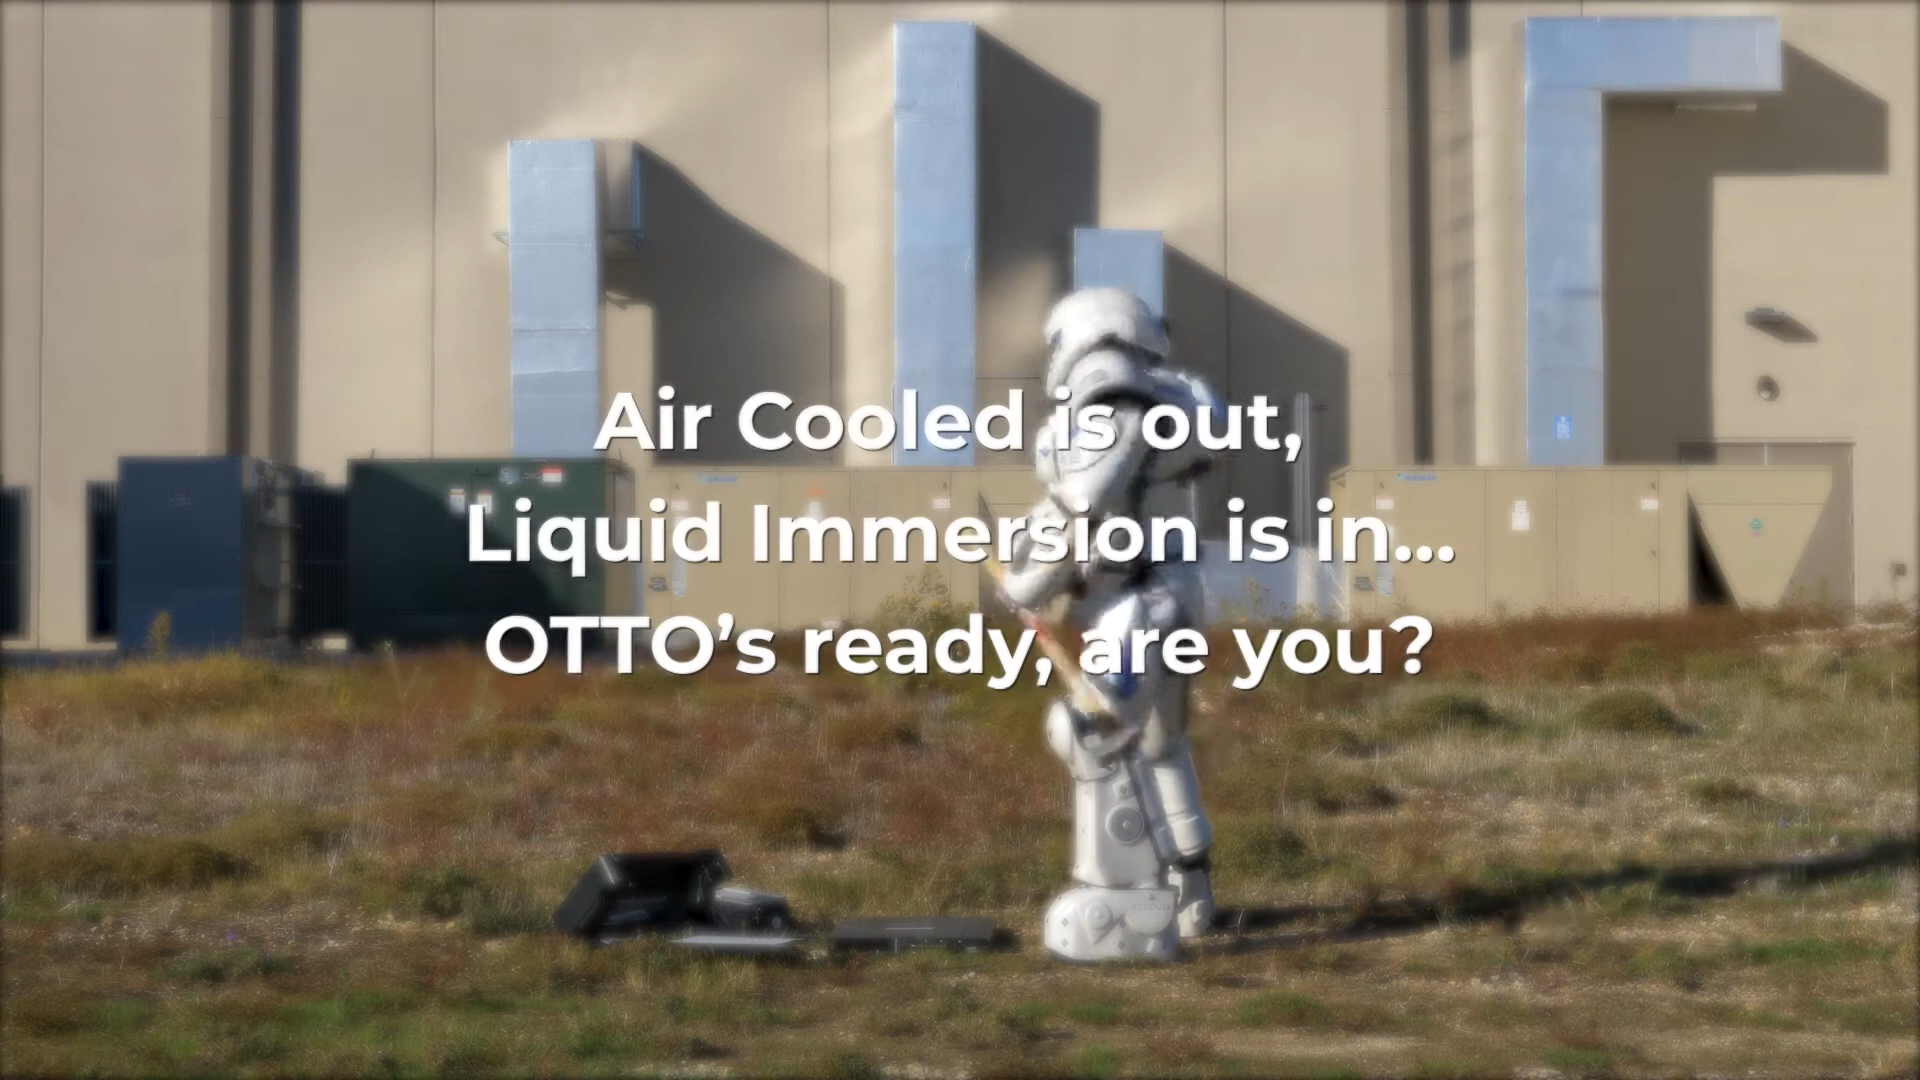 Air Cooled is out,
Liquid Immersion is in...
OTTO’s ready, are you?